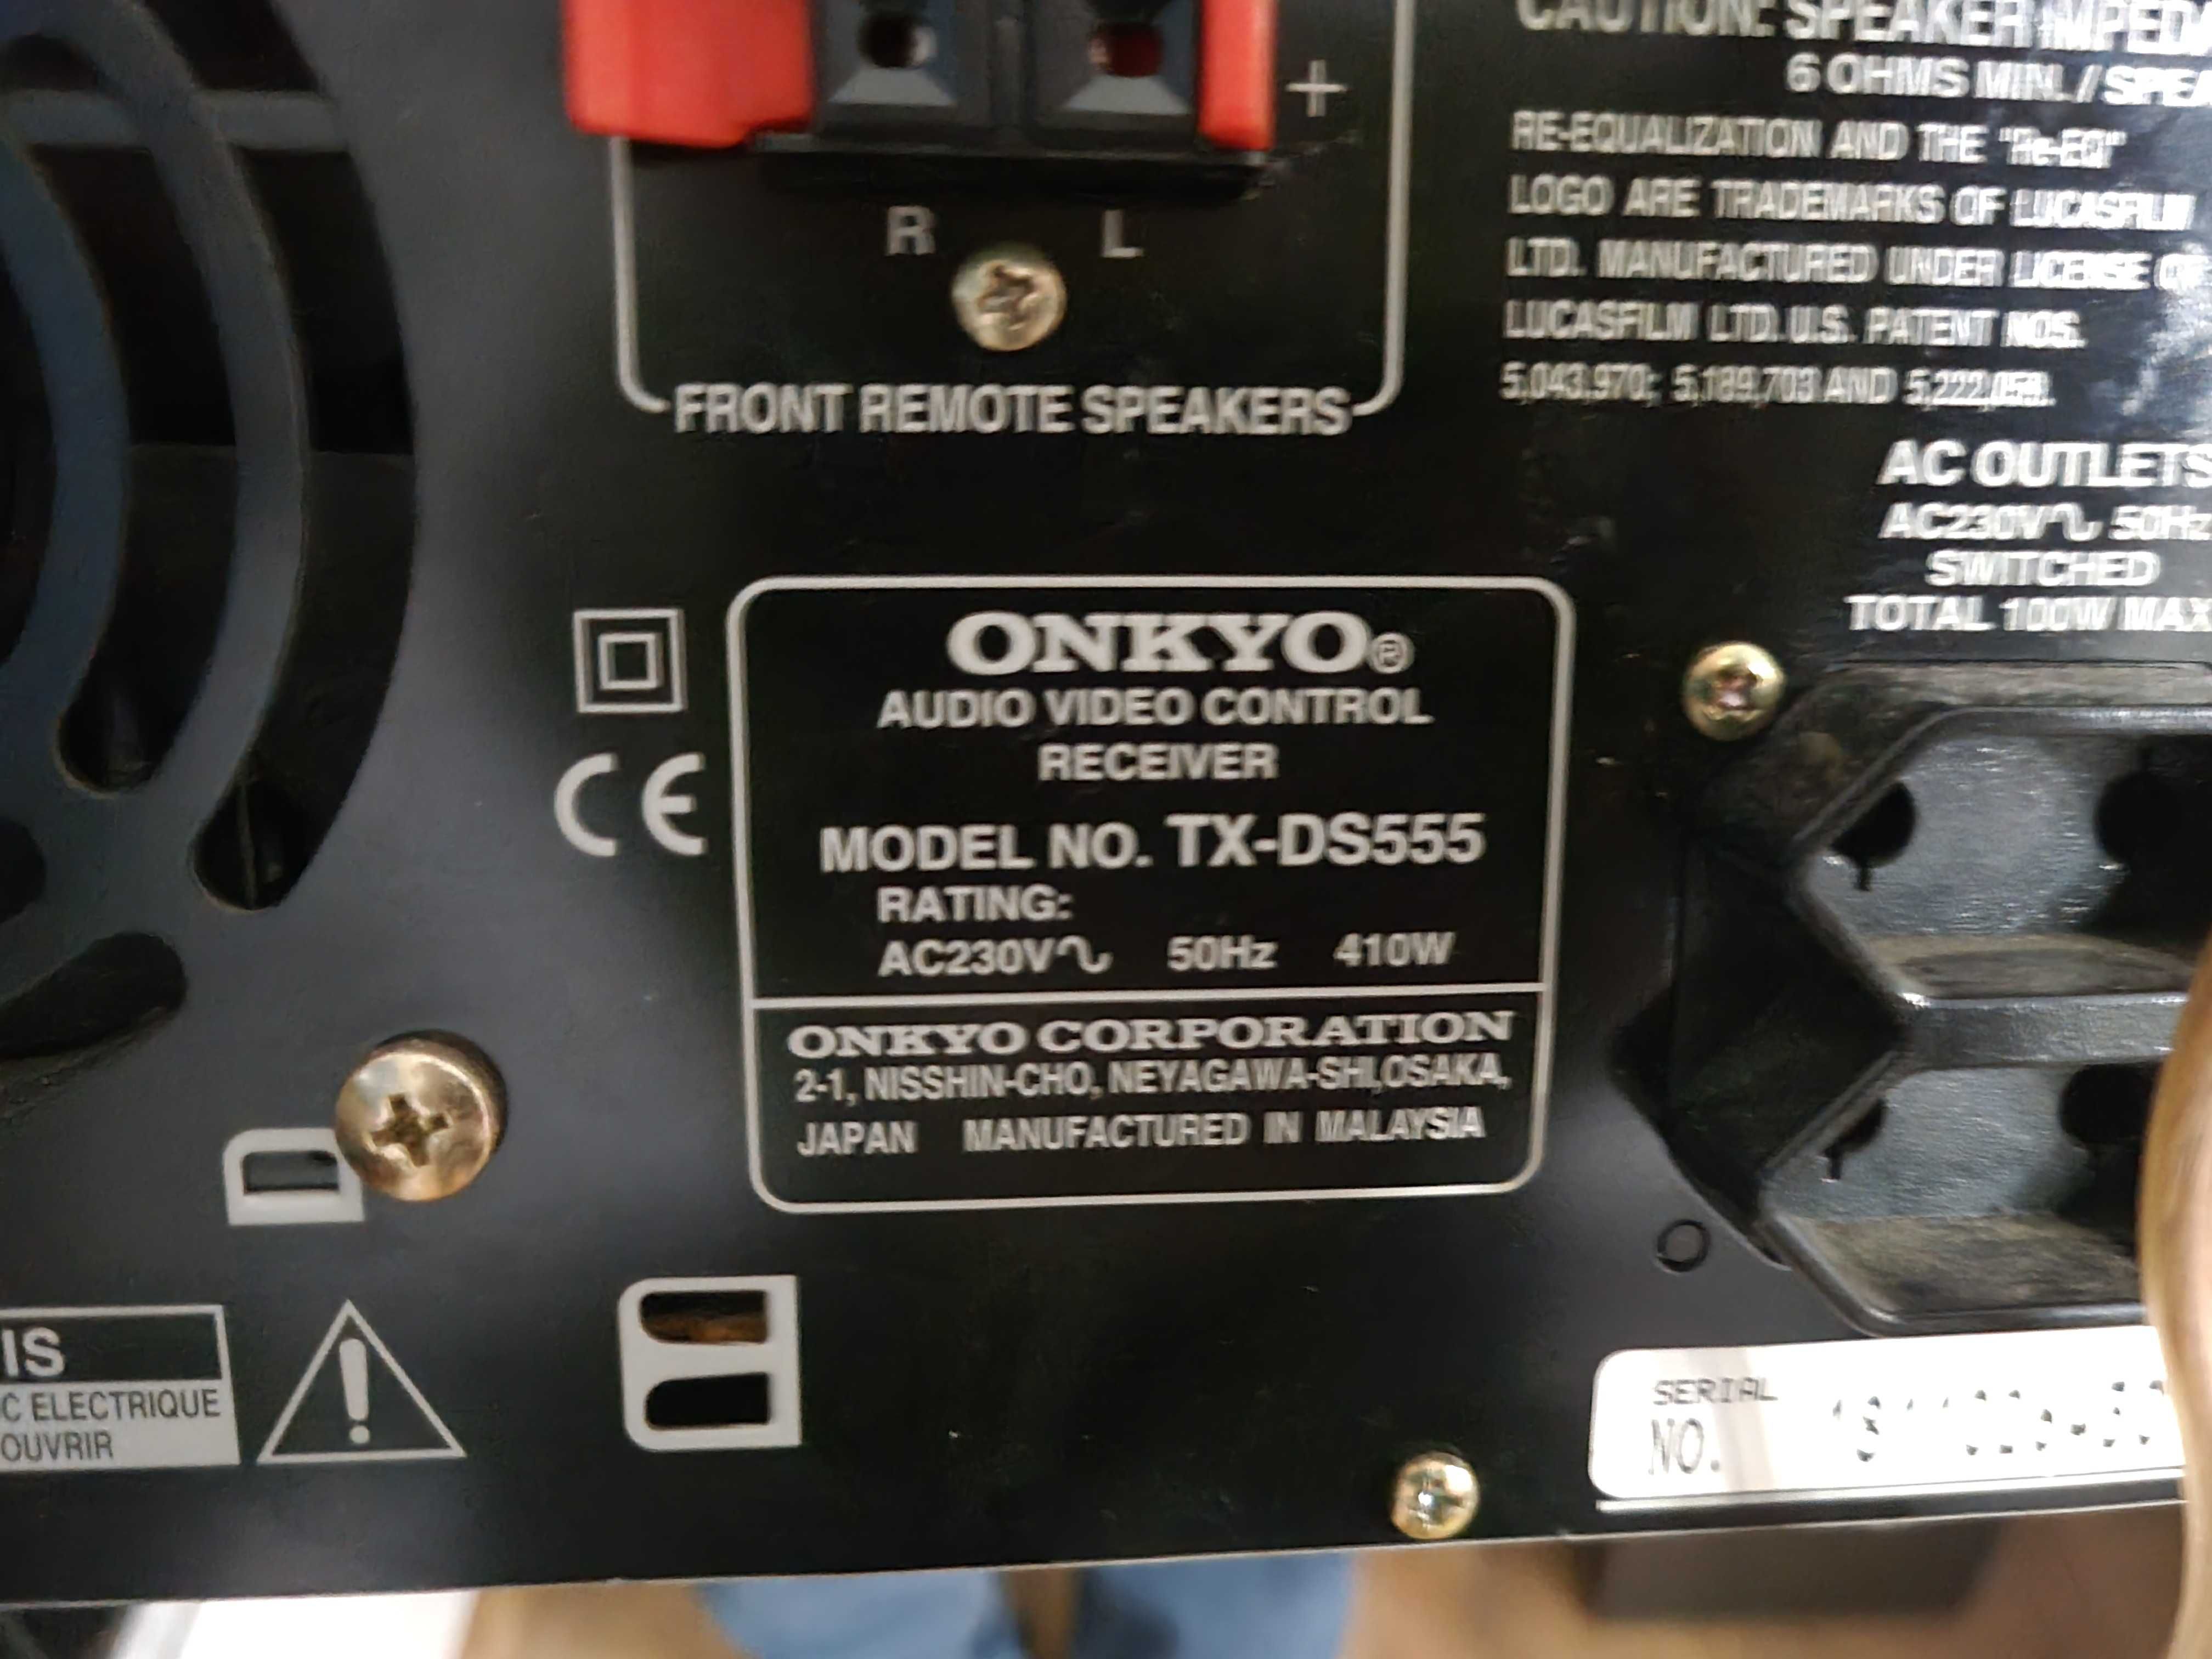 CAUTION: SPEAKER
6 OHMS MIN./
RE-EQUALIZATION AND THE "Re-EQ"
LOGO ARE TRADEMARKS OF LUCASFILM
LTD. MANUFACTURED UNDER LICENSE OF
LUCASFILM LTD. U.S. PATENT NOS.
5,043,970; 5,189,703 AND
+
R L
FRONT REMOTE SPEAKERS
AC OUTLETS
AC230V∿ 50Hz
SWITCHED
TOTAL 100W MAX
ONKYO®
AUDIO VIDEO CONTROL
RECEIVER
MODEL NO. TX-DS555
RATING:
AC230V∿ 50Hz 410W
ONKYO CORPORATION
2-1, NISSHIN-CHO, NEYAGAWA-SHI,OSAKA,
JAPAN MANUFACTURED IN MALAYSIA
CE
IS
C ELECTRIQUE
OUVRIR
!
SERIAL
NO.